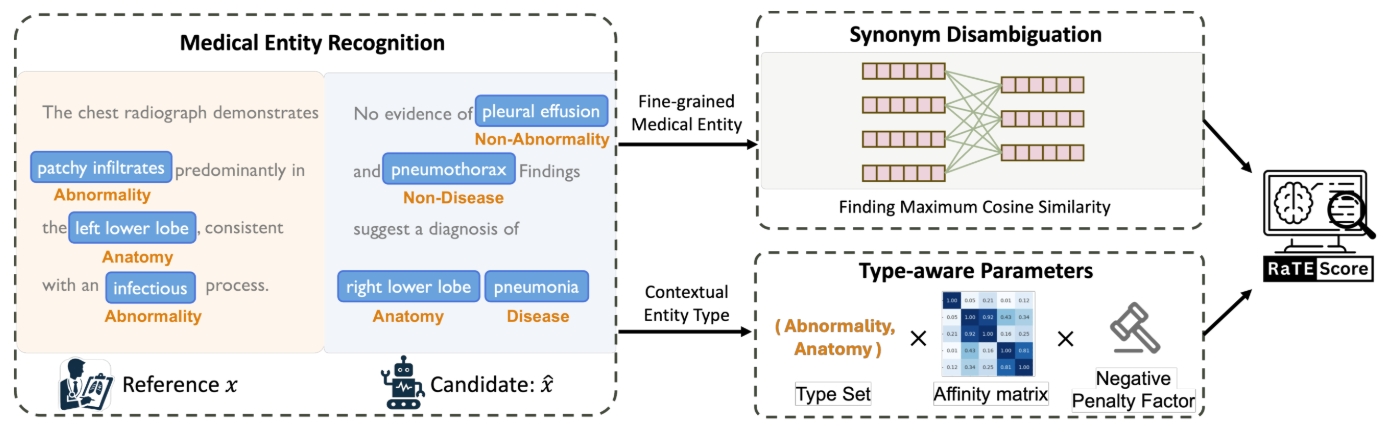 Medical Entity Recognition
The chest radiograph demonstrates
patchy infiltrates predominantly in
Abnormality
the left lower lobe, consistent
Anatomy
with an infectious process.
Abnormality
Reference x
No evidence of pleural effusion
Non-Abnormality
and pneumothorax Findings
Non-Disease
suggest a diagnosis of
right lower lobe pneumonia
Anatomy Disease
Candidate: x̂
Fine-grained
Medical Entity
Contextual
Entity Type
Synonym Disambiguation
Finding Maximum Cosine Similarity
Type-aware Parameters
( Abnormality,
Anatomy )
×
1.00 0.05 0.21 0.01 0.12
0.05 1.00 0.92 0.43 0.34
0.21 0.92 1.00 0.16 0.25
0.01 0.43 0.16 1.00 0.81
0.12 0.34 0.25 0.81 1.00
×
Type Set
Affinity matrix
Negative
Penalty Factor
RaTE Score